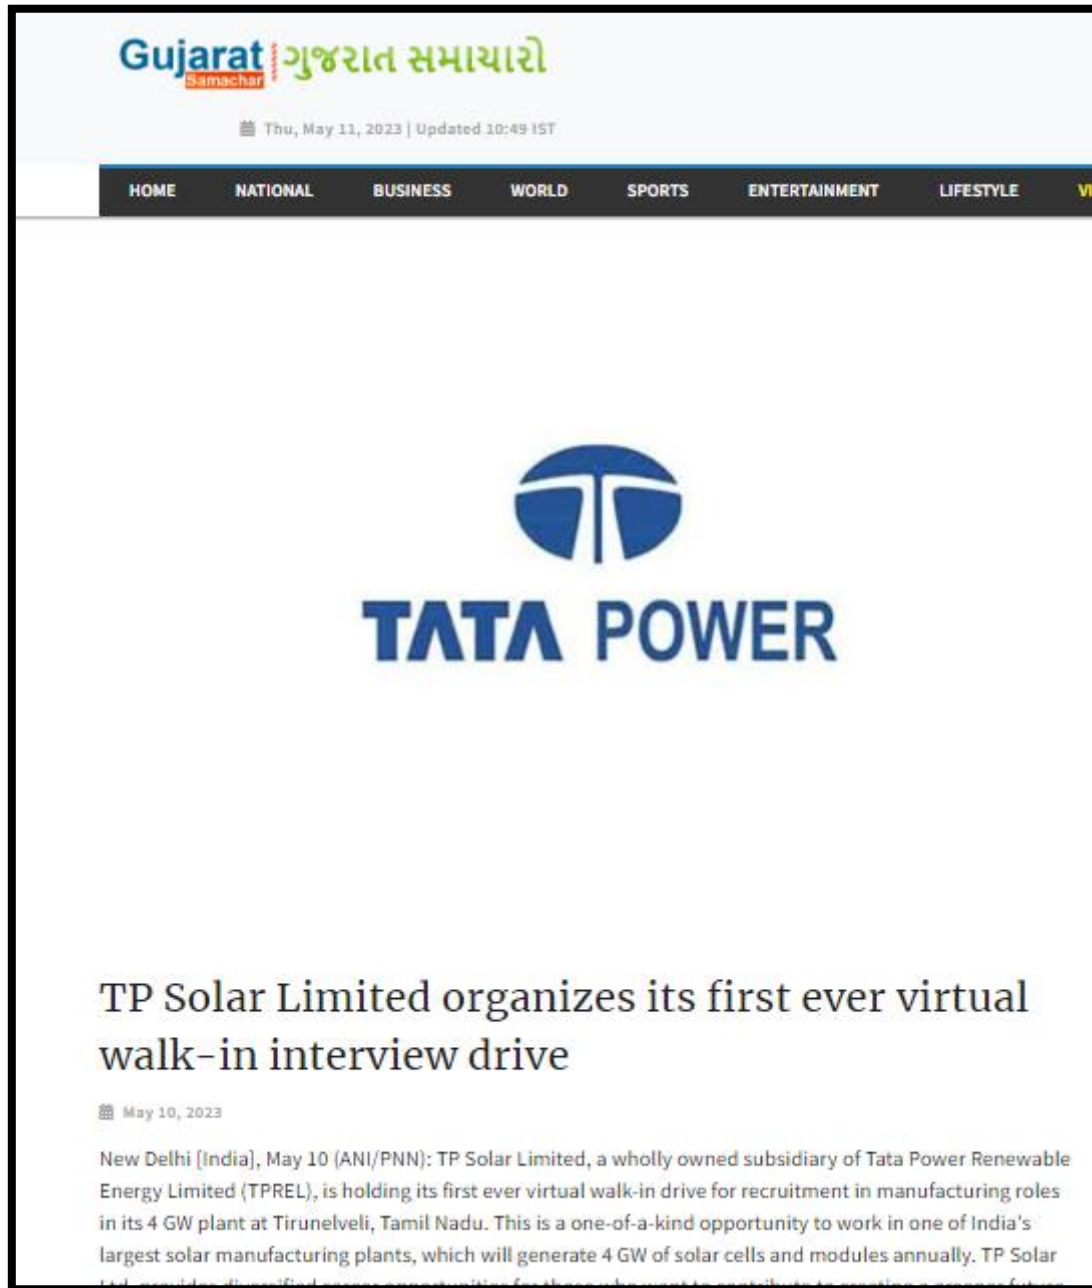 Gujarat ગુજરાત સમાચારો
Samachar
Thu, May 11, 2023 | Updated 10:49 IST
HOME NATIONAL BUSINESS WORLD SPORTS ENTERTAINMENT LIFESTYLE
TATA POWER
TP Solar Limited organizes its first ever virtual
walk-in interview drive
May 10, 2023
New Delhi [India], May 10 (ANI/PNN): TP Solar Limited, a wholly owned subsidiary of Tata Power Renewable
Energy Limited (TPREL), is holding its first ever virtual walk-in drive for recruitment in manufacturing roles
in its 4 GW plant at Tirunelveli, Tamil Nadu. This is a one-of-a-kind opportunity to work in one of India's
largest solar manufacturing plants, which will generate 4 GW of solar cells and modules annually. TP Solar